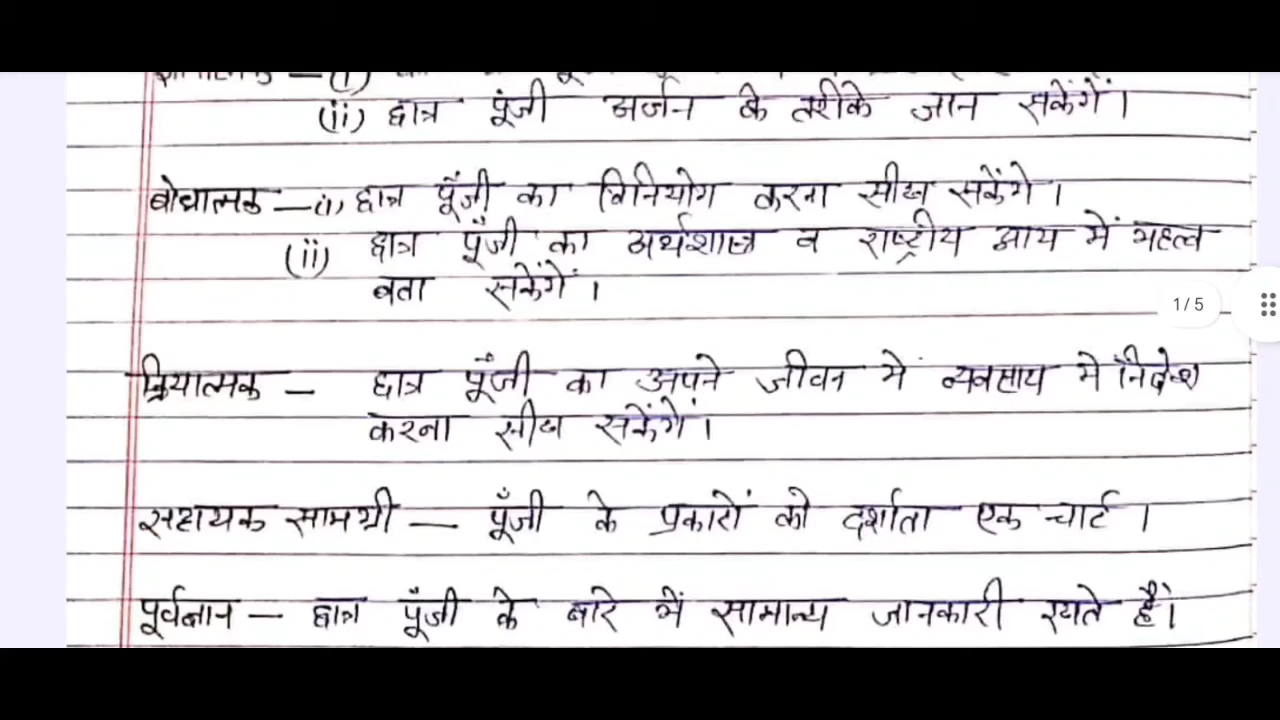 (ii) छात्र पूंजी अर्जन के तरीके जान सकेंगें।
बोधात्मक – (i) छात्र पूँजी का विनियोग करना सीख सकेंगे।
(ii) छात्र पूँजी का अर्थशास्त्र व राष्ट्रीय आय में महत्व
बता सकेंगें।
1 / 5
क्रियात्मक – छात्र पूँजी का अपने जीवन में व्यवसाय मे निवेश
करना सीख सकेंगें।
सहायक सामग्री – पूँजी के प्रकारों को दर्शाता एक चार्ट।
पूर्वज्ञान – छात्र पूँजी के बारे में सामान्य जानकारी रखते हैं।